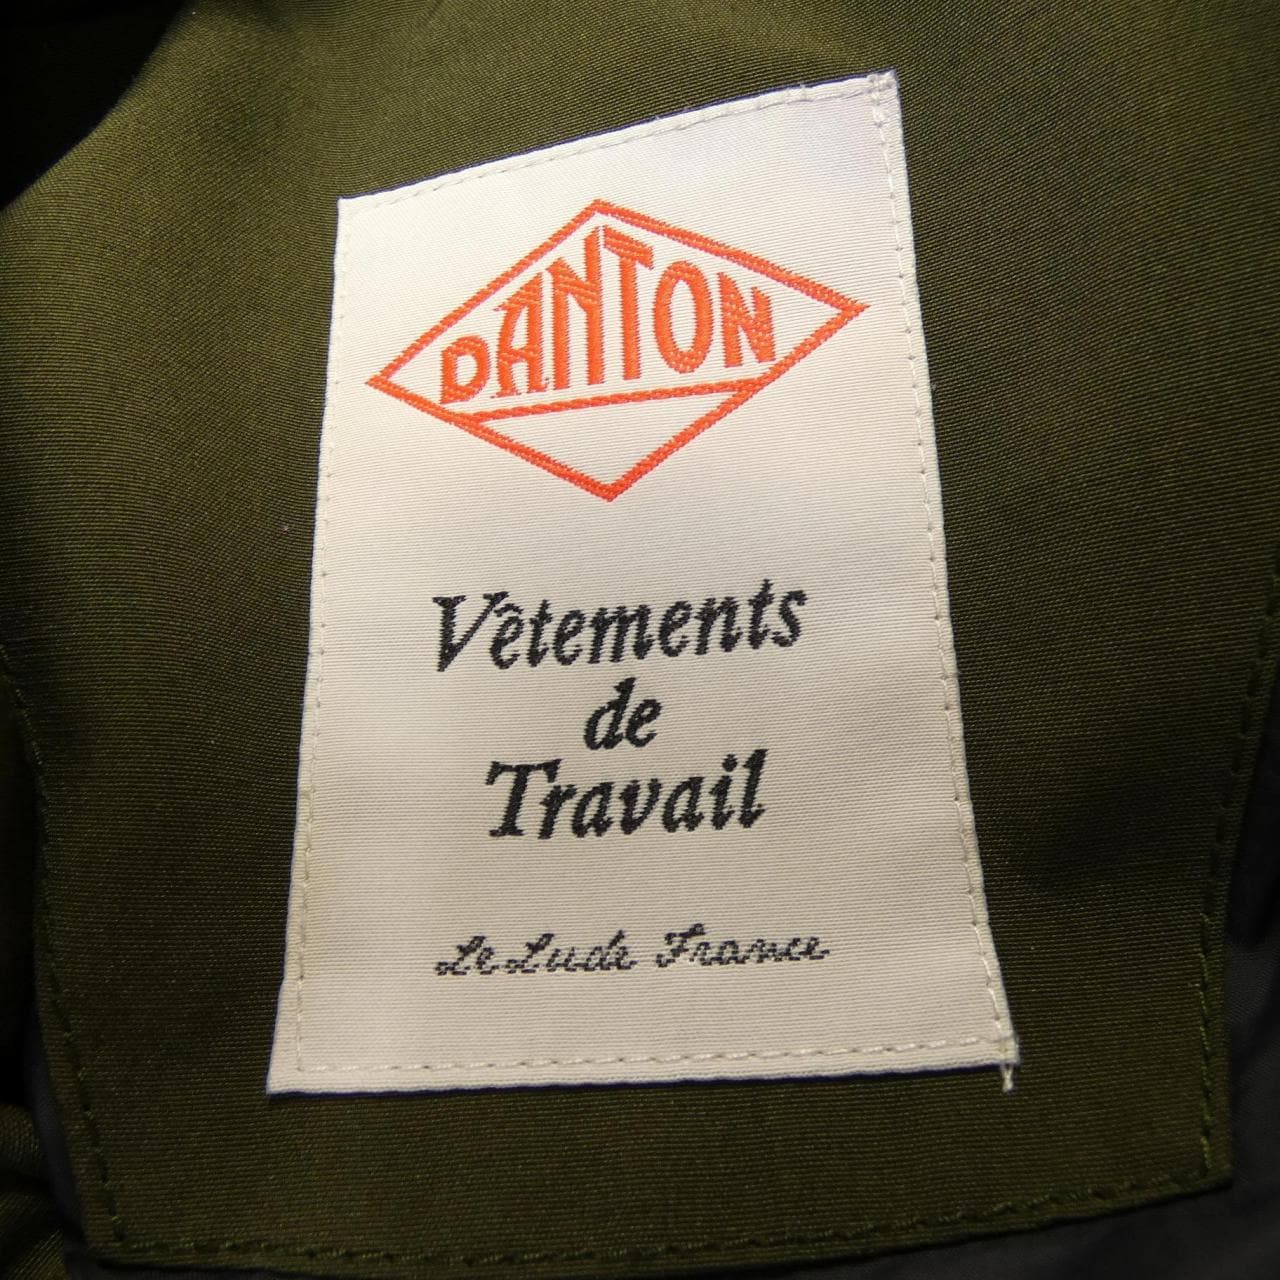 DANTON
Vêtements
de
Travail
Le Lude France